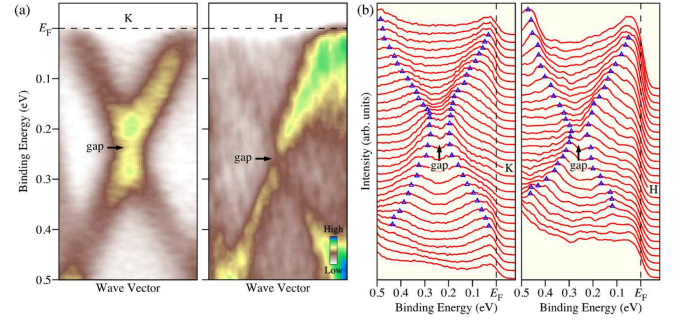 (a)
K
H
E_F
0.1
0.2
0.3
0.4
0.5
Binding Energy (eV)
gap
gap
High
Low
Wave Vector
Wave Vector
(b)
Intensity (arb. units)
gap
K
gap
H
0.5 0.4 0.3 0.2 0.1 E_F
Binding Energy (eV)
0.5 0.4 0.3 0.2 0.1 E_F
Binding Energy (eV)